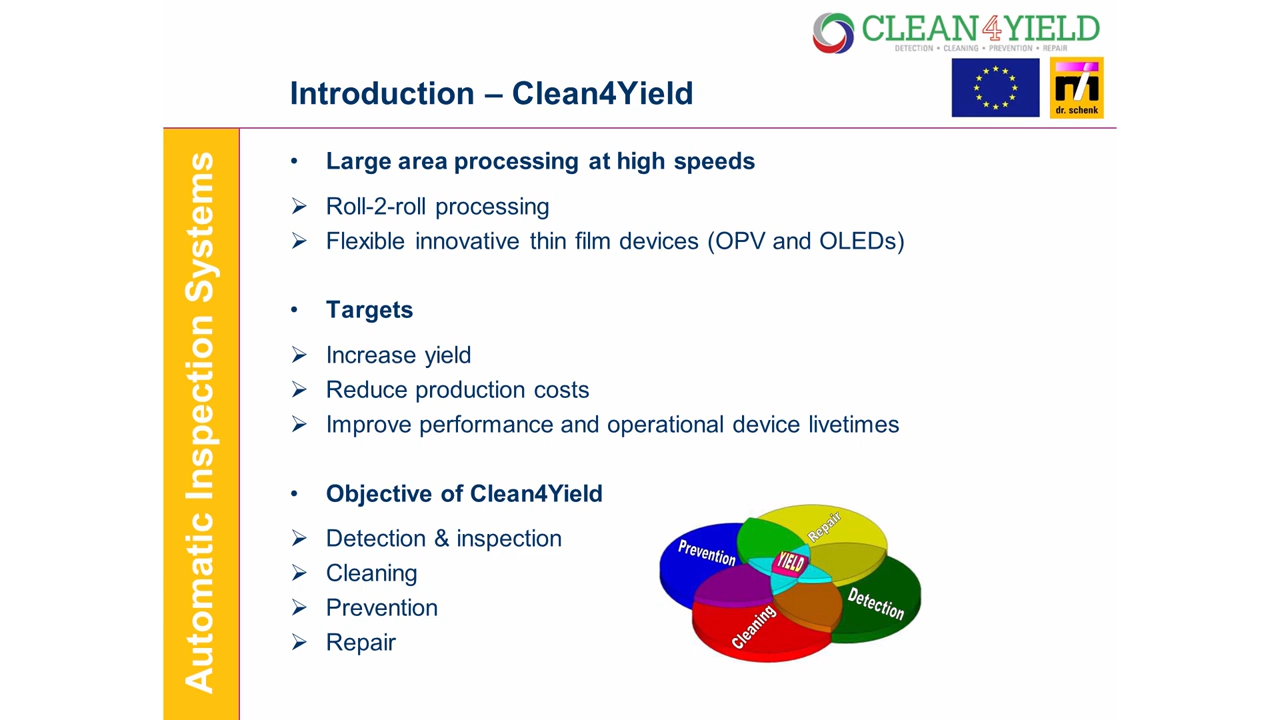 CLEAN4YIELD
DETECTION • CLEANING • PREVENTION • REPAIR
dr. schenk
Introduction – Clean4Yield
Automatic Inspection Systems
• Large area processing at high speeds
➢ Roll-2-roll processing
➢ Flexible innovative thin film devices (OPV and OLEDs)
• Targets
➢ Increase yield
➢ Reduce production costs
➢ Improve performance and operational device livetimes
• Objective of Clean4Yield
➢ Detection & inspection
➢ Cleaning
➢ Prevention
➢ Repair
Repair
Prevention
YIELD
Detection
Cleaning